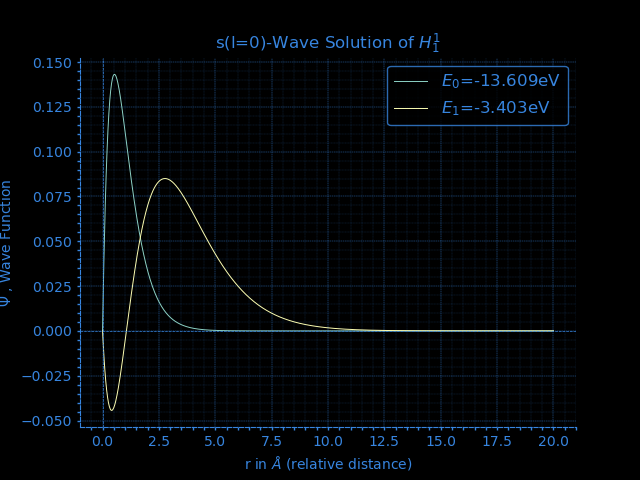 s(l=0)-Wave Solution of $H_1^1$
$E_0$=-13.609eV
$E_1$=-3.403eV
0.150
0.125
0.100
0.075
0.050
0.025
0.000
−0.025
−0.050
ψ , Wave Function
0.0 2.5 5.0 7.5 10.0 12.5 15.0 17.5 20.0
r in Å (relative distance)